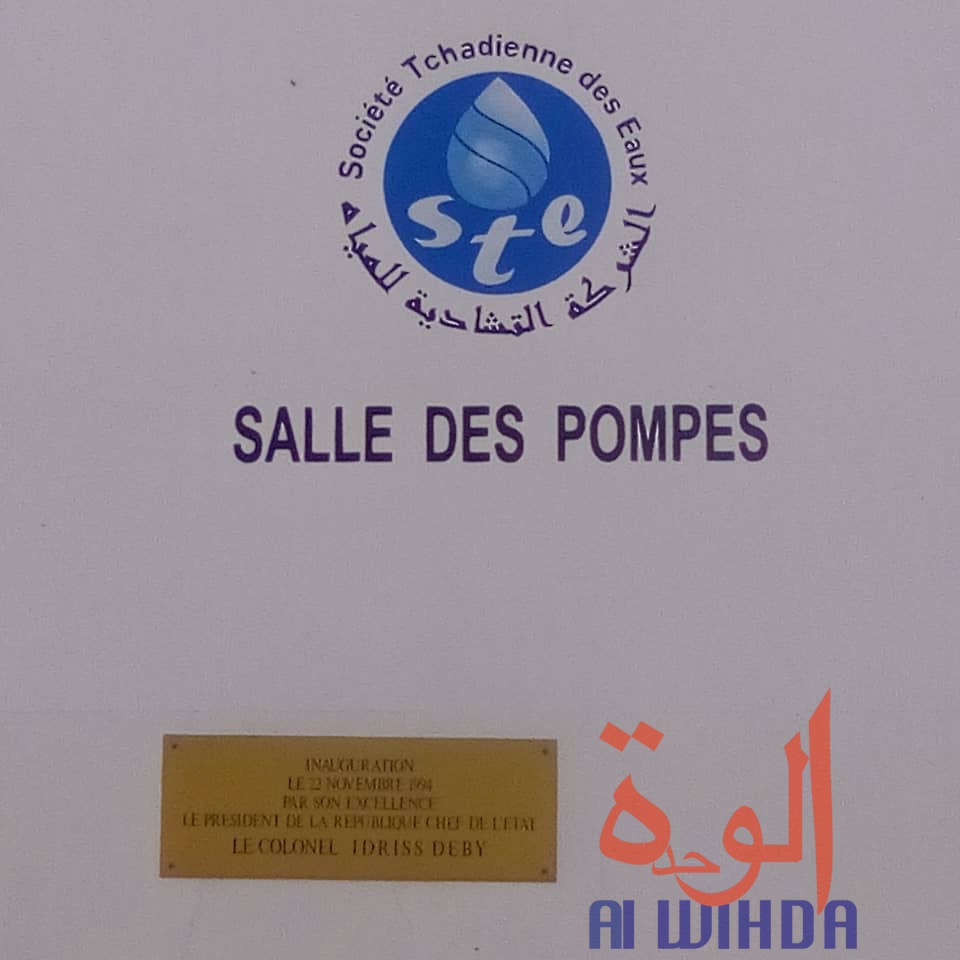 Société Tchadienne des Eaux
ste
الشركة التشادية للمياه
SALLE DES POMPES
INAUGURATION
LE 22 NOVEMBRE 1994
PAR SON EXCELLENCE
LE PRESIDENT DE LA REPUBLIQUE CHEF DE L'ETAT
LE COLONEL IDRISS DEBY
الوحدة
Al WIHDA